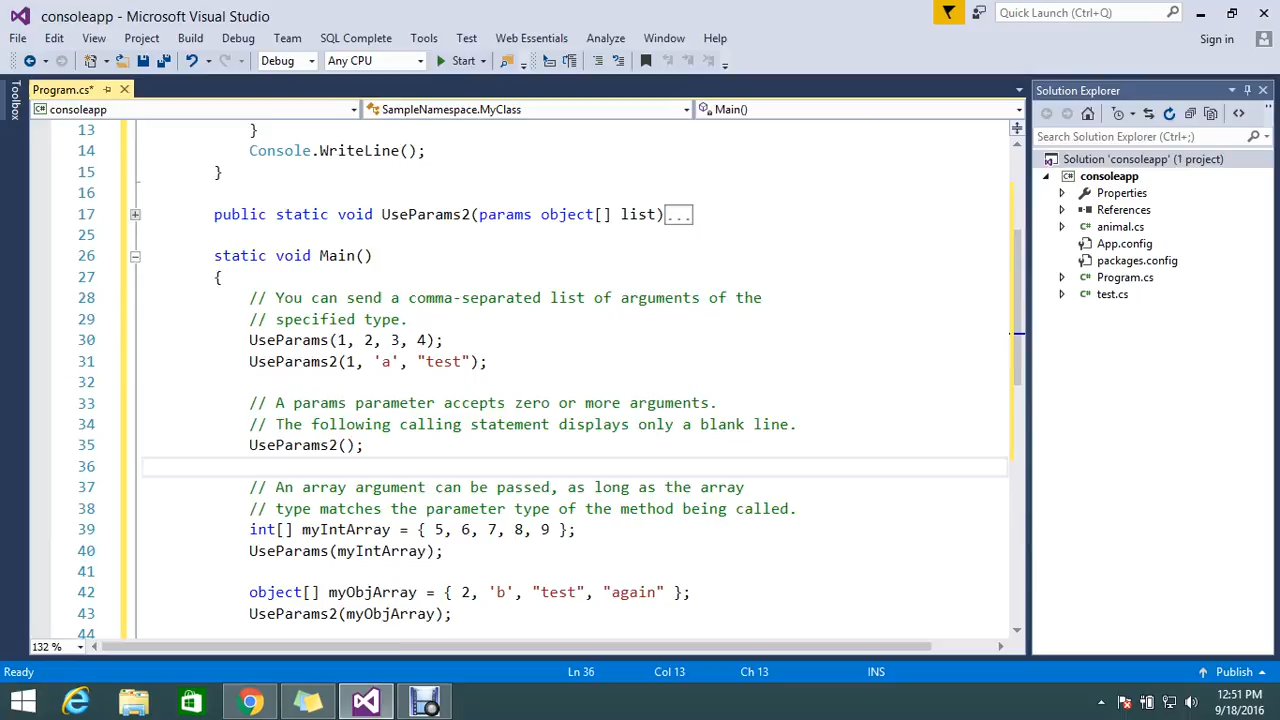 consoleapp - Microsoft Visual Studio
Quick Launch (Ctrl+Q)
File Edit View Project Build Debug Team SQL Complete Tools Test Web Essentials Analyze Window Help
Sign in
Debug Any CPU Start
Toolbox
Program.cs*
Solution Explorer
consoleapp SampleNamespace.MyClass Main()
Search Solution Explorer (Ctrl+;)
Solution 'consoleapp' (1 project)
consoleapp
Properties
References
animal.cs
App.config
packages.config
Program.cs
test.cs
13 }
14 Console.WriteLine();
15 }
16
17 public static void UseParams2(params object[] list)...
25
26 static void Main()
27 {
28 // You can send a comma-separated list of arguments of the
29 // specified type.
30 UseParams(1, 2, 3, 4);
31 UseParams2(1, 'a', "test");
32
33 // A params parameter accepts zero or more arguments.
34 // The following calling statement displays only a blank line.
35 UseParams2();
36
37 // An array argument can be passed, as long as the array
38 // type matches the parameter type of the method being called.
39 int[] myIntArray = { 5, 6, 7, 8, 9 };
40 UseParams(myIntArray);
41
42 object[] myObjArray = { 2, 'b', "test", "again" };
43 UseParams2(myObjArray);
44
132 %
Ready Ln 36 Col 13 Ch 13 INS Publish
12:51 PM
9/18/2016